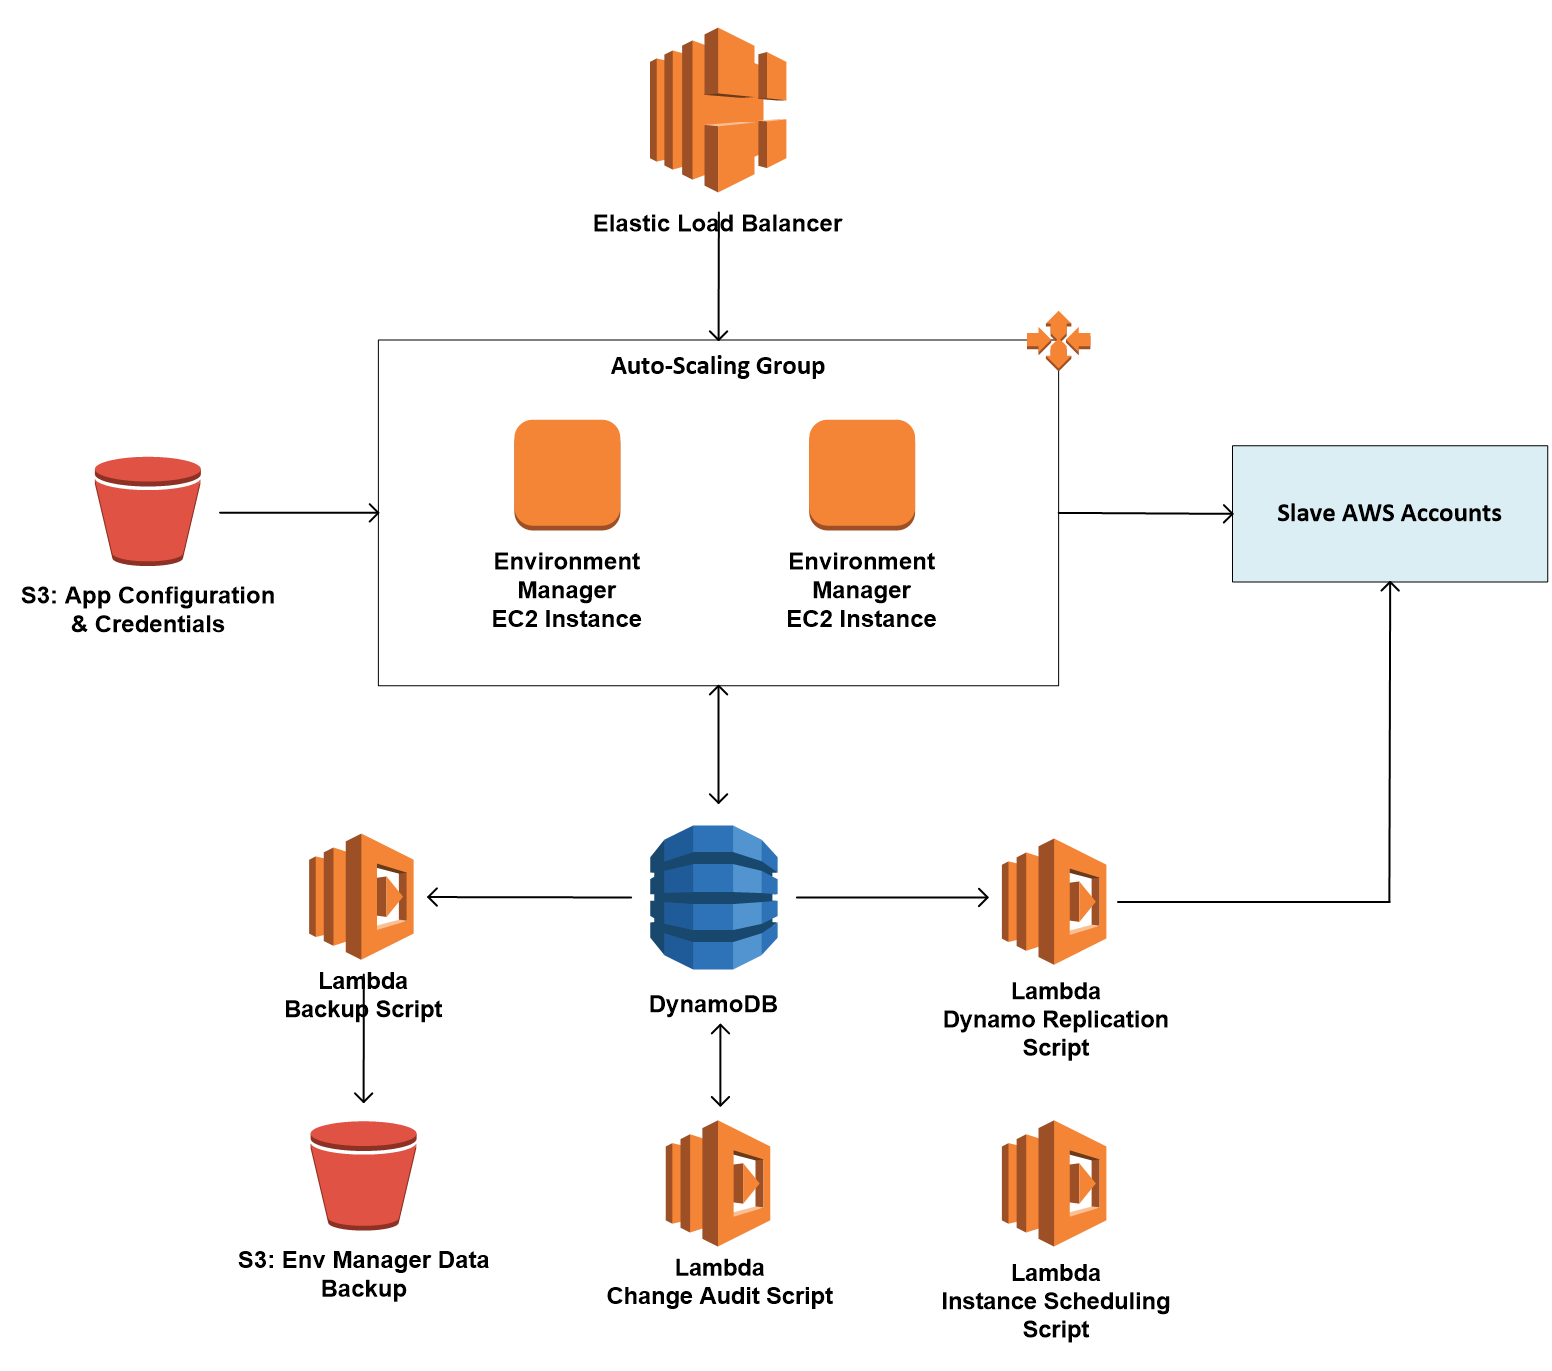 Elastic Load Balancer
Auto-Scaling Group
Environment
Manager
EC2 Instance
Environment
Manager
EC2 Instance
S3: App Configuration
& Credentials
Slave AWS Accounts
Lambda
Backup Script
DynamoDB
Lambda
Dynamo Replication
Script
S3: Env Manager Data
Backup
Lambda
Change Audit Script
Lambda
Instance Scheduling
Script